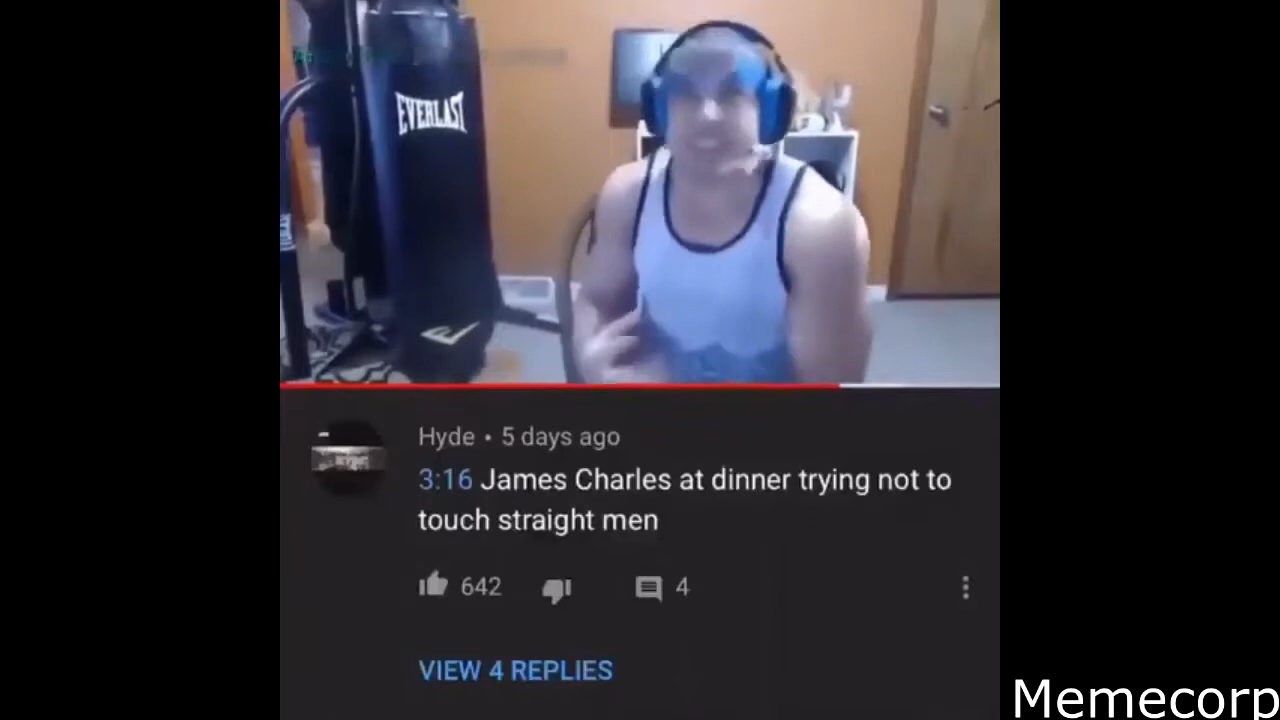 EVERLAST
Hyde • 5 days ago
3:16 James Charles at dinner trying not to
touch straight men
642
4
VIEW 4 REPLIES
Memecorp